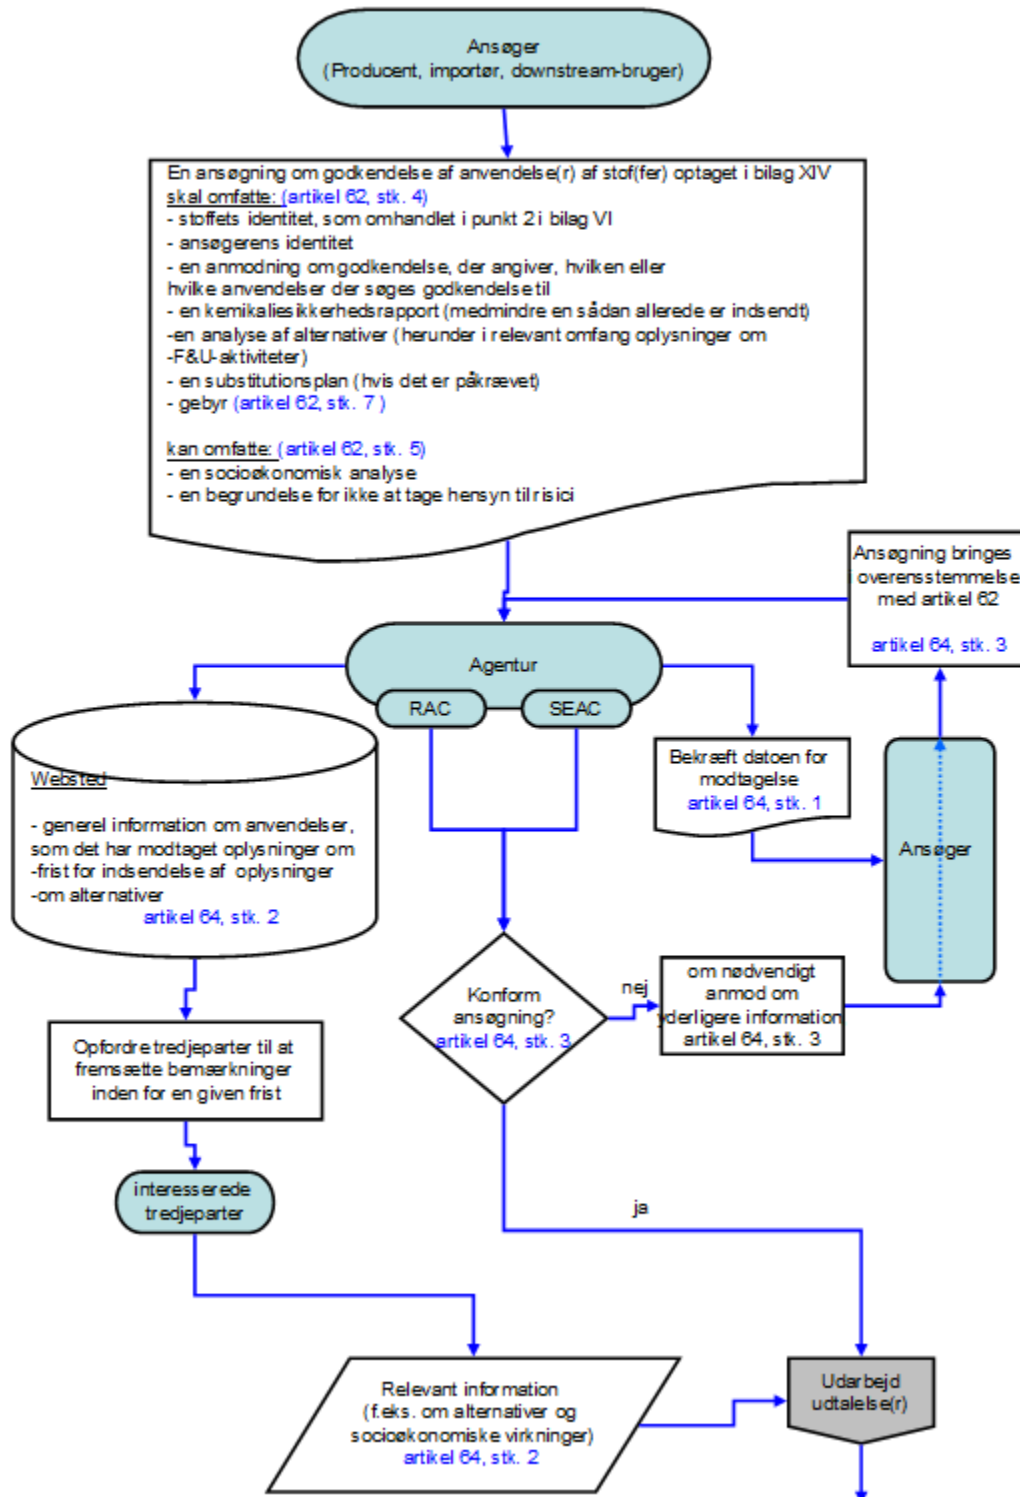 Ansøger
(Producent, importør, downstream-bruger)
En ansøgning om godkendelse af anvendelse(r) af stof(fer) optaget i bilag XIV
skal omfatte: (artikel 62, stk. 4)
- stoffets identitet, som omhandlet i punkt 2 i bilag VI
- ansøgerens identitet
- en anmodning om godkendelse, der angiver, hvilken eller
hvilke anvendelser der søges godkendelse til
- en kemikaliesikkerhedsrapport (medmindre en sådan allerede er indsendt)
-en analyse af alternativer (herunder i relevant omfang oplysninger om
-F&U-aktiviteter)
- en substitutionsplan (hvis det er påkrævet)
- gebyr (artikel 62, stk. 7 )
kan omfatte: (artikel 62, stk. 5)
- en socioøkonomisk analyse
- en begrundelse for ikke at tage hensyn til risici
Ansøgning bringes
i overensstemmelse
med artikel 62
artikel 64, stk. 3
Agentur
RAC
SEAC
Websted
- generel information om anvendelser,
som det har modtaget oplysninger om
-frist for indsendelse af oplysninger
-om alternativer
artikel 64, stk. 2
Bekræft datoen for
modtagelse
artikel 64, stk. 1
Ansøger
Konform
ansøgning?
artikel 64, stk. 3
nej
om nødvendigt
anmod om
yderligere information
artikel 64, stk. 3
Opfordre tredjeparter til at
fremsætte bemærkninger
inden for en given frist
interesserede
tredjeparter
ja
Relevant information
(f.eks. om alternativer og
socioøkonomiske virkninger)
artikel 64, stk. 2
Udarbejd
udtalelse(r)